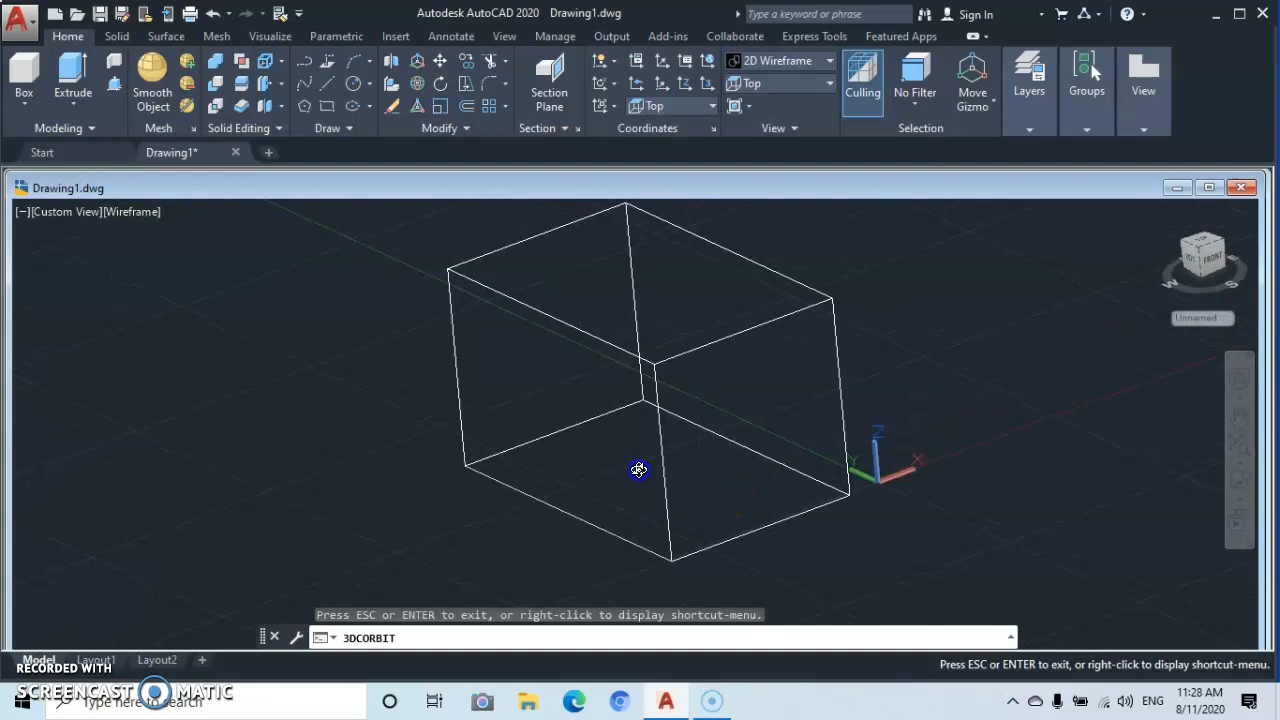 Autodesk AutoCAD 2020 Drawing1.dwg
Type a keyword or phrase
Sign In
Home Solid Surface Mesh Visualize Parametric Insert Annotate View Manage Output Add-ins Collaborate Express Tools Featured Apps
Box
Extrude
Smooth Object
Section Plane
Top
2D Wireframe
Top
Culling
No Filter
Move Gizmo
Layers
Groups
View
Modeling Mesh Solid Editing Draw Modify Section Coordinates View Selection
Start Drawing1*
Drawing1.dwg
[−][Custom View][Wireframe]
TOP
FRONT
W S
Unnamed
Z
Y X
Press ESC or ENTER to exit, or right-click to display shortcut-menu.
3DCORBIT
Model Layout1 Layout2
Press ESC or ENTER to exit, or right-click to display shortcut-menu.
RECORDED WITH
SCREENCAST MATIC
Type here to search
ENG
11:28 AM
8/11/2020